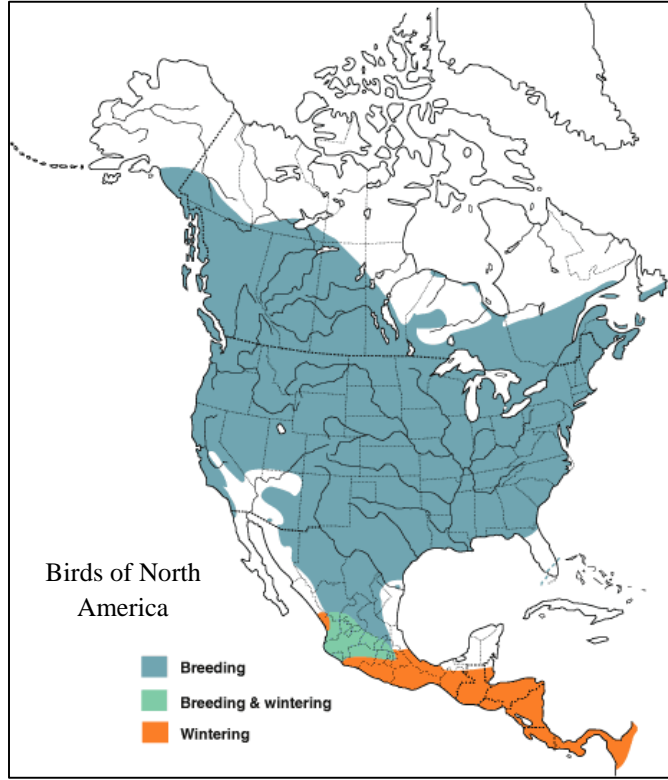 Birds of North
America
Breeding
Breeding & wintering
Wintering